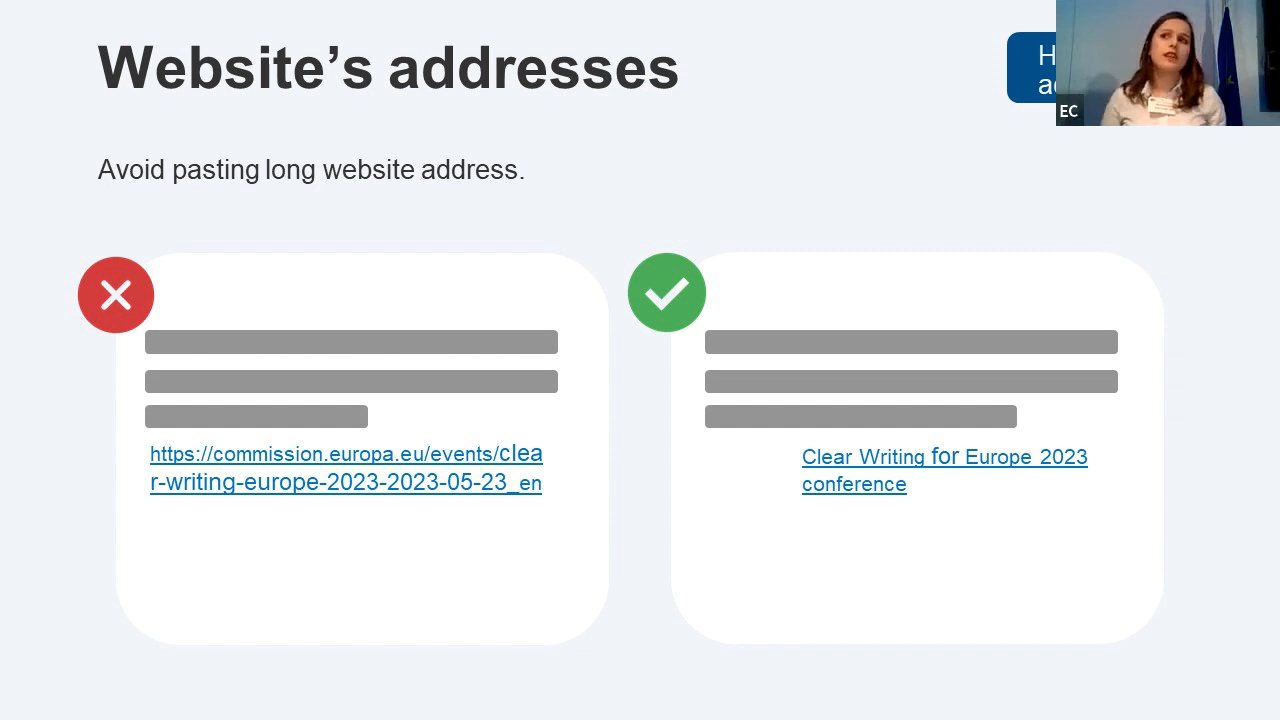 Website’s addresses
H
a
EC
Avoid pasting long website address.
https://commission.europa.eu/events/clea
r-writing-europe-2023-2023-05-23_en
Clear Writing for Europe 2023
conference